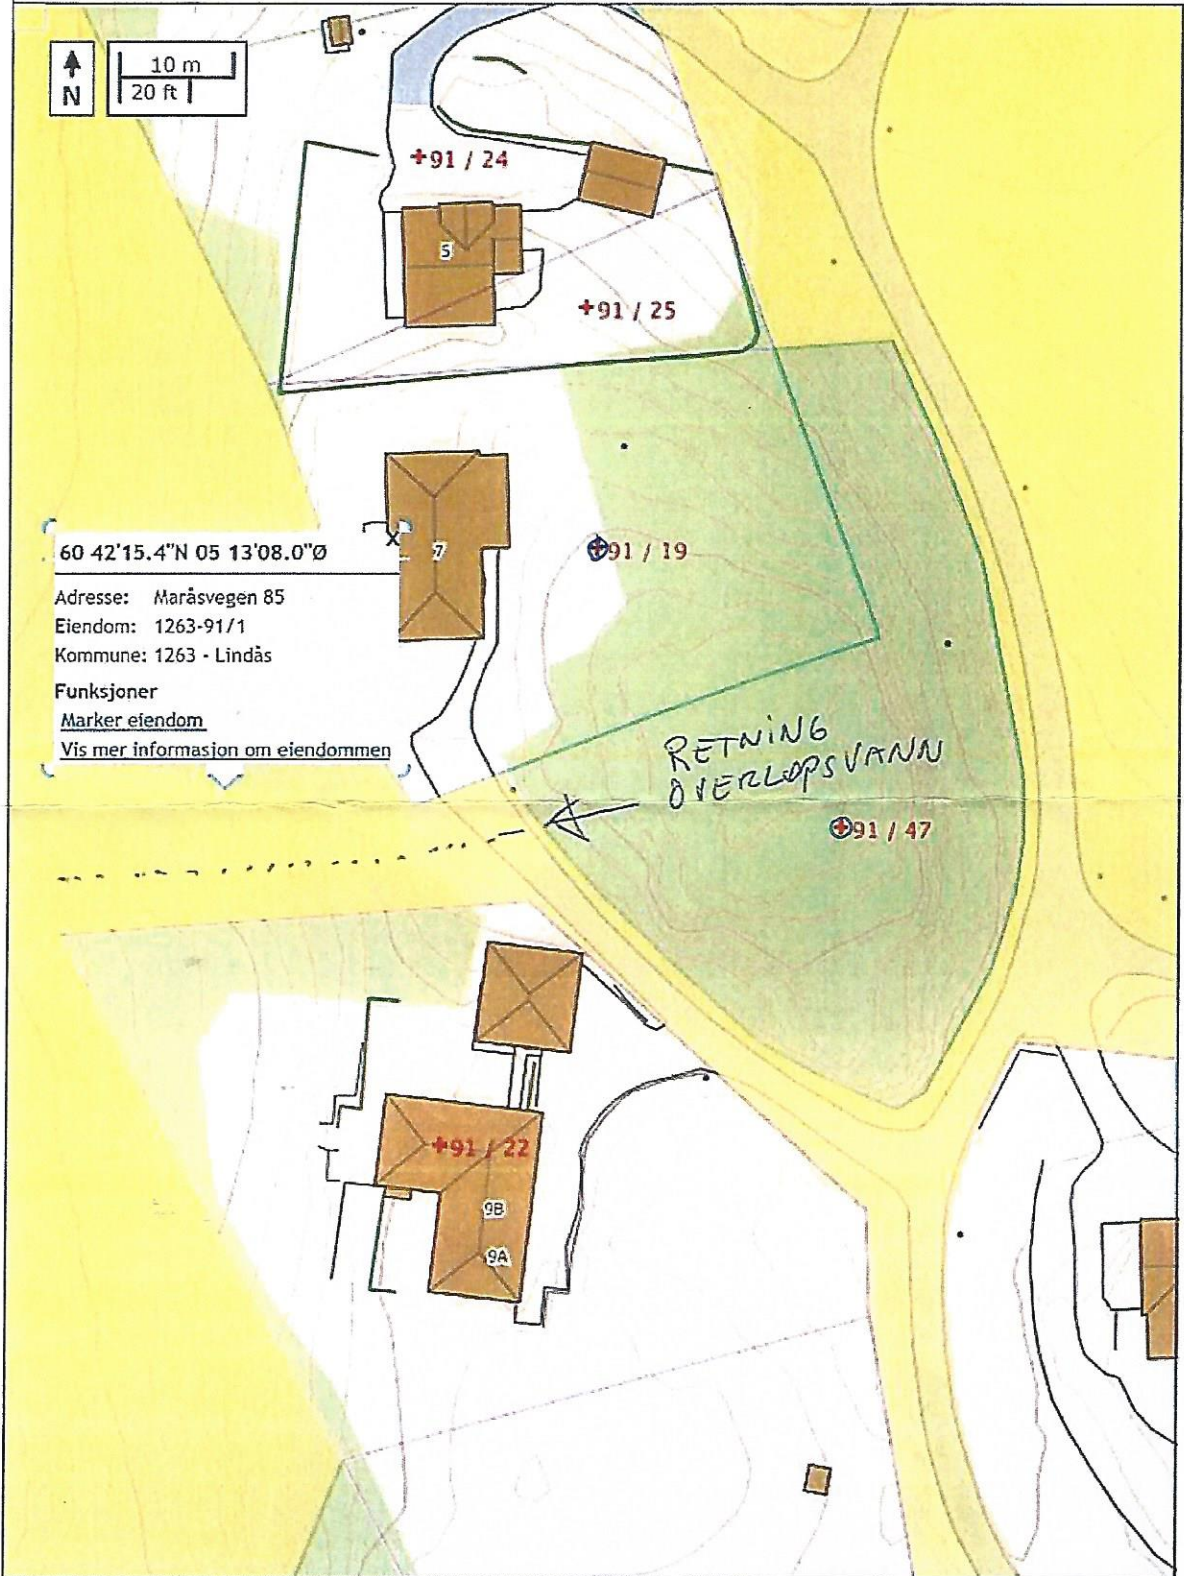 10 m
20 ft
N
+91 / 24
5
+91 / 25
7
+91 / 19
x
60 42'15.4"N 05 13'08.0"Ø
Adresse: Maråsvegen 85
Eiendom: 1263-91/1
Kommune: 1263 - Lindås
Funksjoner
Marker eiendom
Vis mer informasjon om eiendommen
RETNING
OVERLØPSVANN
+91 / 47
+91 / 22
9B
9A